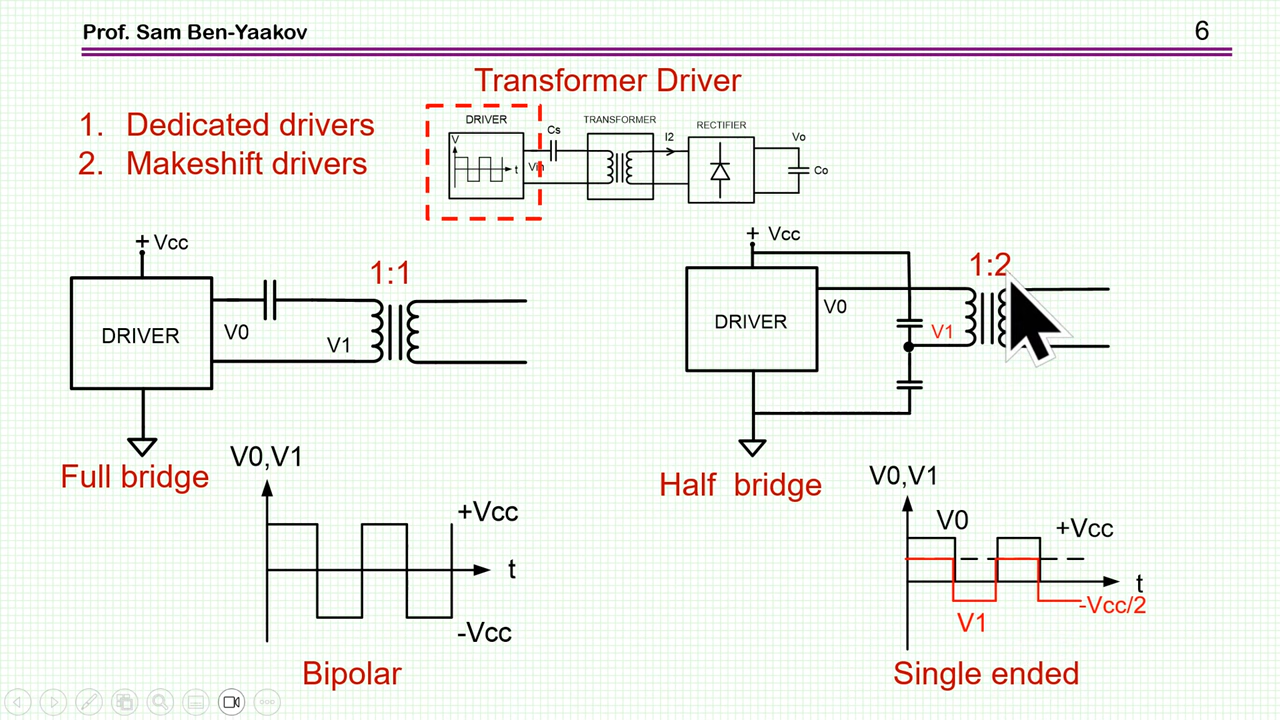 Prof. Sam Ben-Yaakov
6
Transformer Driver
1. Dedicated drivers
2. Makeshift drivers
DRIVER
TRANSFORMER
RECTIFIER
V
t
Cs
Vin
I2
Vo
Co
+ Vcc
1:1
DRIVER
V0
V1
Full bridge
+ Vcc
1:2
DRIVER
V0
V1
Half bridge
V0,V1
+Vcc
t
-Vcc
Bipolar
V0,V1
V0
+Vcc
t
-Vcc/2
V1
Single ended